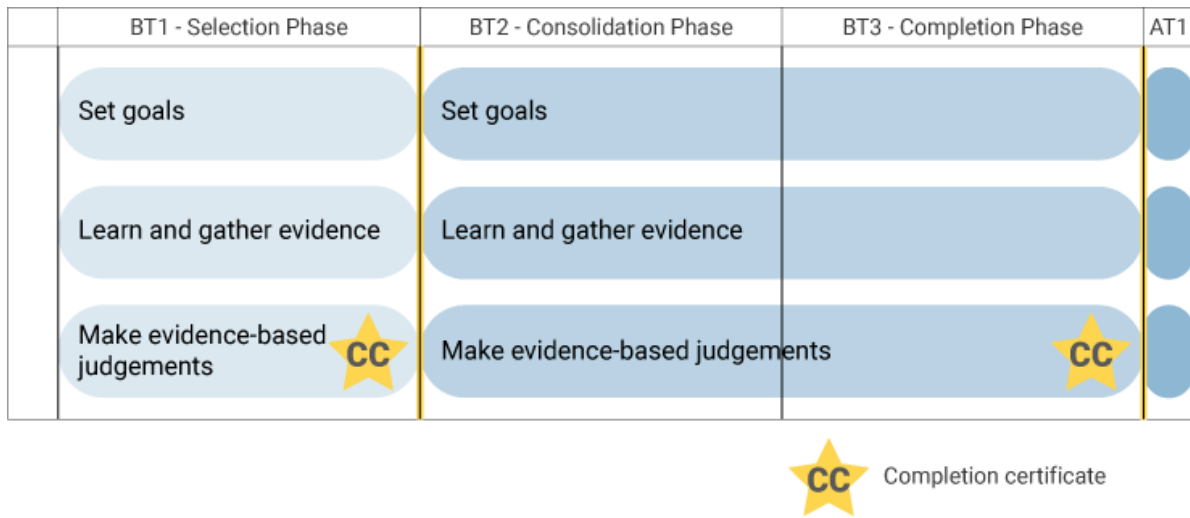 BT1 - Selection Phase
BT2 - Consolidation Phase
BT3 - Completion Phase
AT1
Set goals
Set goals
Learn and gather evidence
Learn and gather evidence
Make evidence-based
judgements
CC
Make evidence-based judgements
CC
CC
Completion certificate